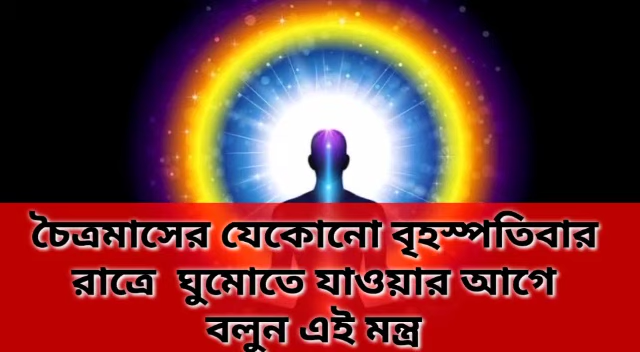 চৈত্রমাসের যেকোনো বৃহস্পতিবার
রাত্রে ঘুমোতে যাওয়ার আগে
বলুন এই মন্ত্র